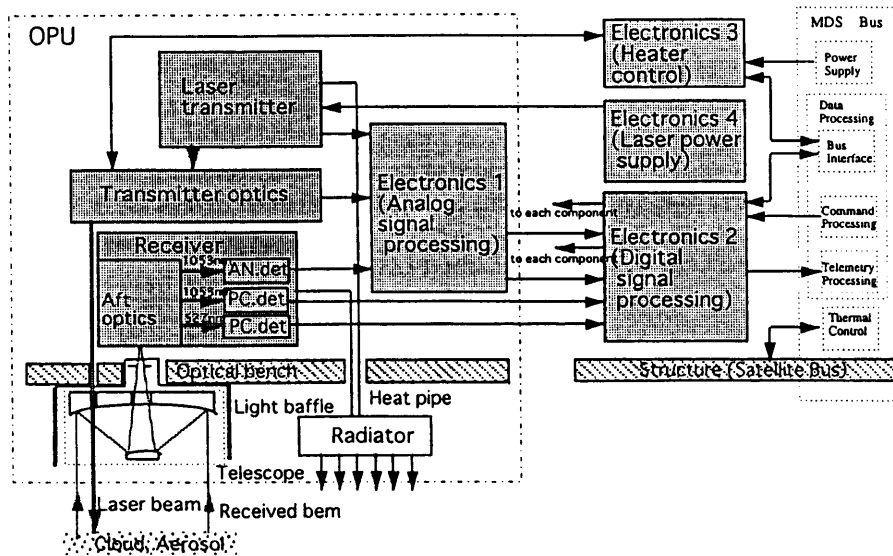 OPU
Laser
transmitter
Transmitter optics
Receiver
Aft
optics
1053n
AN.det
1053n
PC.det
527nm
PC.det
Electronics 1
(Analog
signal
processing)
Electronics 3
(Heater
control)
Electronics 4
(Laser power
supply)
to each component
to each component
Electronics 2
(Digital
signal
processing)
MDS Bus
Power
Supply
Data
Processing
Bus
Interface
Command
Processing
Telemetry
Processing
Thermal
Control
Structure (Satellite Bus)
Optical bench
Light baffle
Heat pipe
Radiator
Telescope
Laser beam
Received bem
Cloud, Aerosol